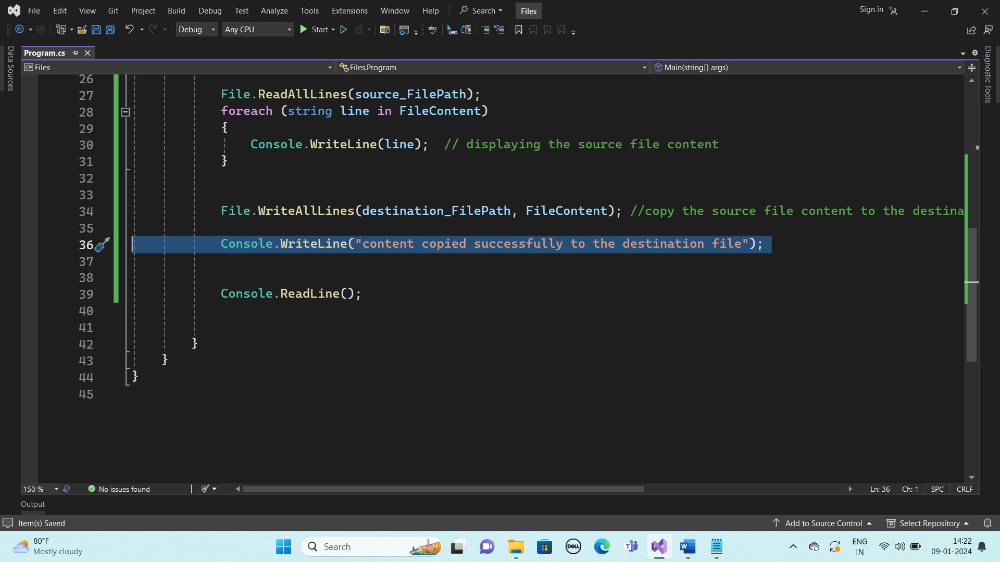 File Edit View Git Project Build Debug Test Analyze Tools Extensions Window Help Search Files Sign in
Debug Any CPU Start abc
Data Sources
Program.cs
Diagnostic Tools
C# Files Files.Program Main(string[] args)
26
27 File.ReadAllLines(source_FilePath);
28 foreach (string line in FileContent)
29 {
30 Console.WriteLine(line);  // displaying the source file content
31 }
32
33
34 File.WriteAllLines(destination_FilePath, FileContent); //copy the source file content to the destina
35
36 Console.WriteLine("content copied successfully to the destination file");
37
38
39 Console.ReadLine();
40
41
42 }
43 }
44 }
45
150 % No issues found Ln: 36 Ch: 1 SPC CRLF
Output
Item(s) Saved Add to Source Control Select Repository
80°F
Mostly cloudy
Search
DELL
ENG
IN
14:22
09-01-2024